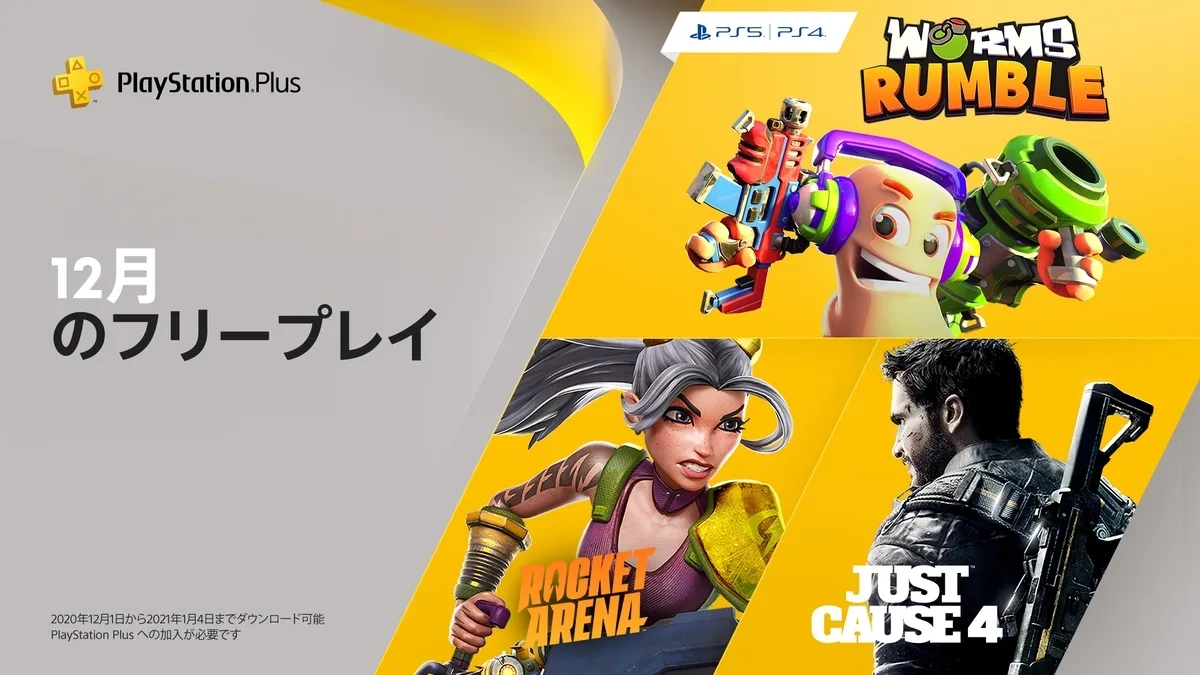 PlayStation.Plus
12月
のフリープレイ
2020年12月1日から2021年1月4日までダウンロード可能
PlayStation Plus への加入が必要です
PS5 | PS4
WORMS
RUMBLE
ROCKET
ARENA
JUST
CAUSE 4